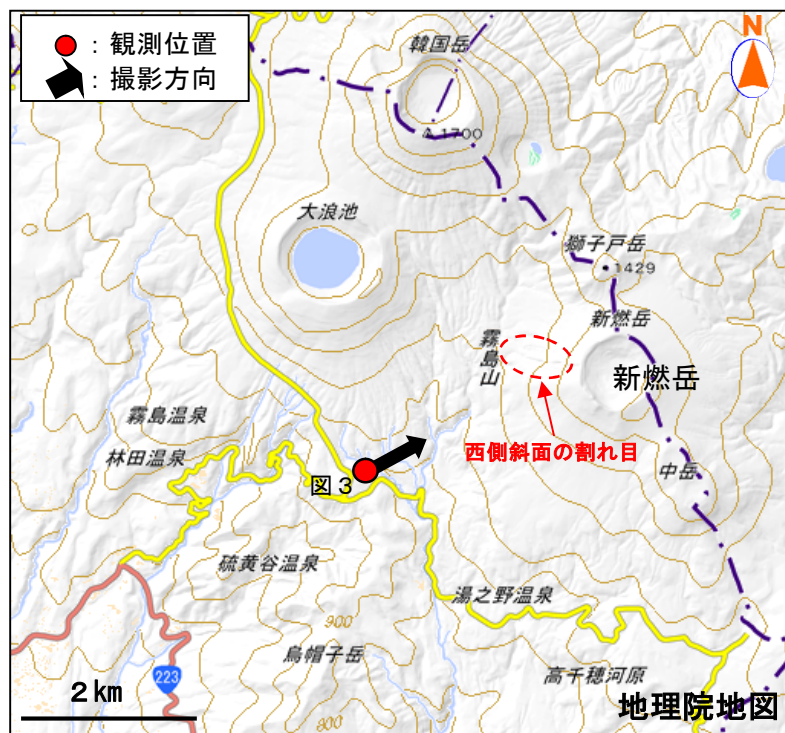 ：観測位置
：撮影方向
N
韓国岳
1700
大浪池
獅子戸岳
1429
新燃岳
霧島山
新燃岳
西側斜面の割れ目
霧島温泉
林田温泉
中岳
図３
硫黄谷温泉
湯之野温泉
900
烏帽子岳
高千穂河原
223
2km
800
地理院地図